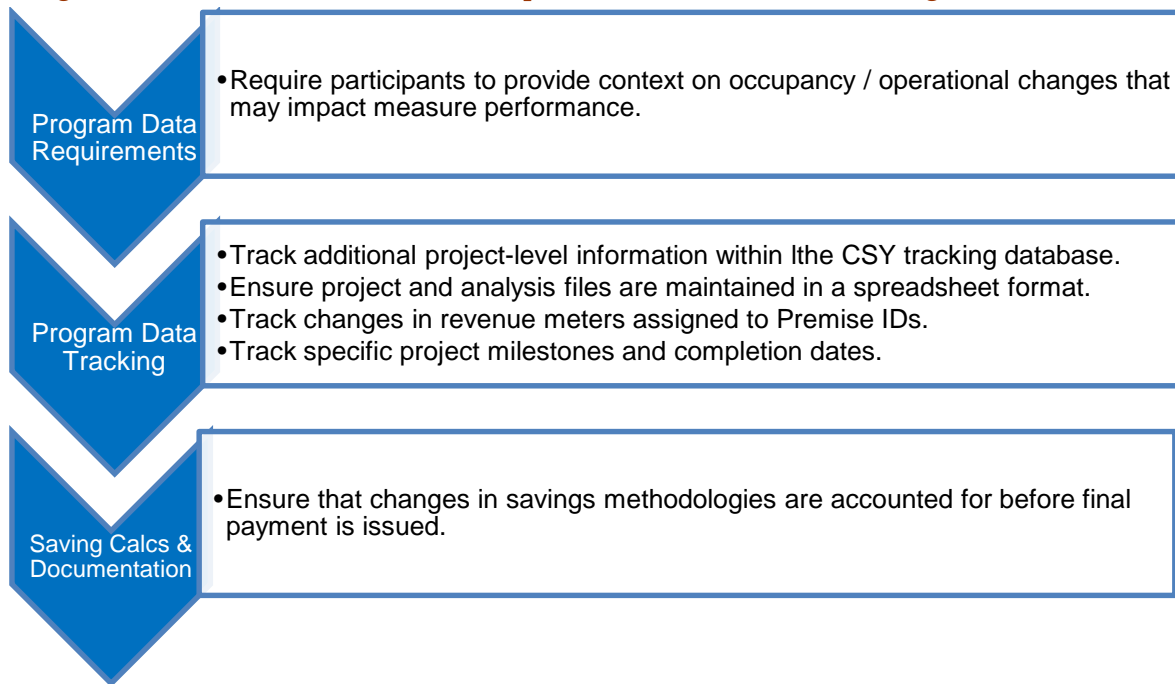 Program Data
Requirements
•Require participants to provide context on occupancy / operational changes that
may impact measure performance.
Program Data
Tracking
•Track additional project-level information within lthe CSY tracking database.
•Ensure project and analysis files are maintained in a spreadsheet format.
•Track changes in revenue meters assigned to Premise IDs.
•Track specific project milestones and completion dates.
Saving Calcs &
Documentation
•Ensure that changes in savings methodologies are accounted for before final
payment is issued.